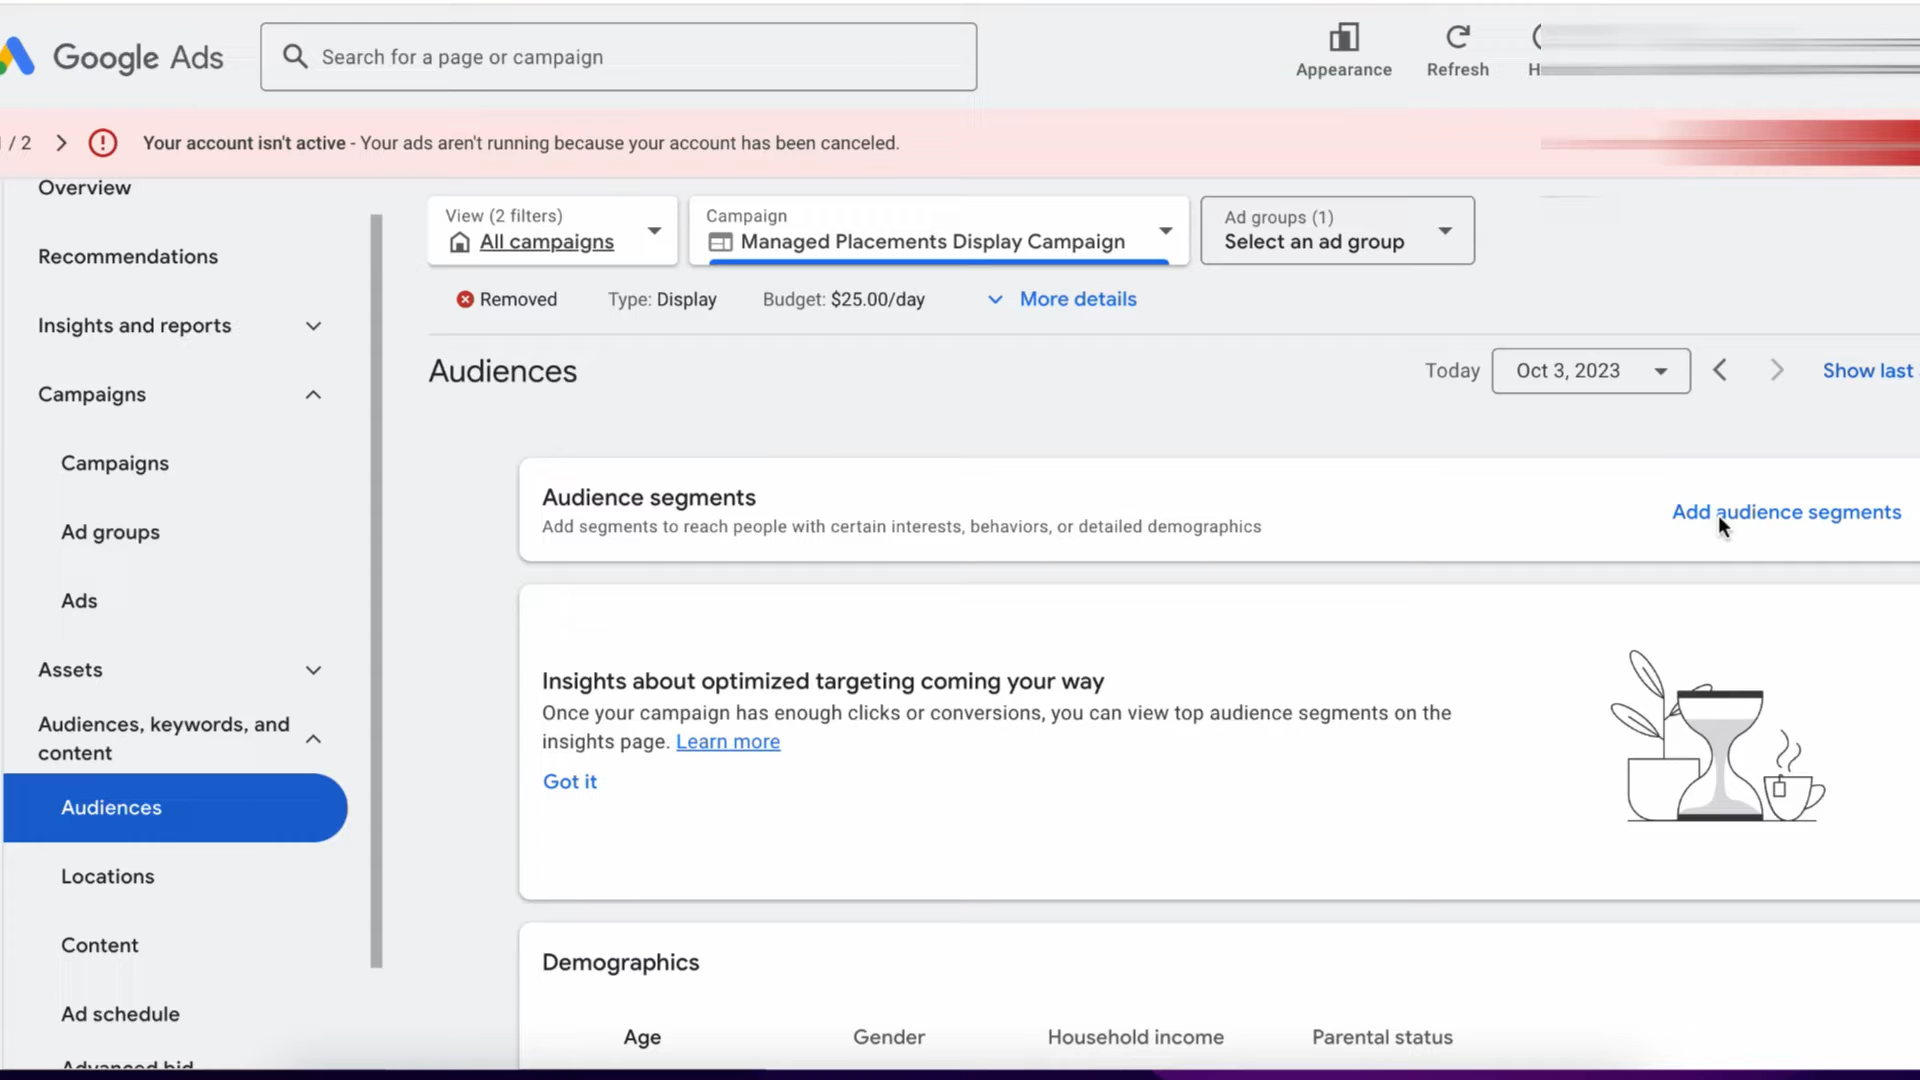 Google Ads
Search for a page or campaign
Appearance
Refresh
/ 2
Your account isn't active - Your ads aren't running because your account has been canceled.
Overview
Recommendations
Insights and reports
Campaigns
Campaigns
Ad groups
Ads
Assets
Audiences, keywords, and
content
Audiences
Locations
Content
Ad schedule
Advanced bid
View (2 filters)
All campaigns
Campaign
Managed Placements Display Campaign
Ad groups (1)
Select an ad group
Removed
Type: Display
Budget: $25.00/day
More details
Audiences
Today
Oct 3, 2023
Show last
Audience segments
Add segments to reach people with certain interests, behaviors, or detailed demographics
Add audience segments
Insights about optimized targeting coming your way
Once your campaign has enough clicks or conversions, you can view top audience segments on the
insights page. Learn more
Got it
Demographics
Age
Gender
Household income
Parental status